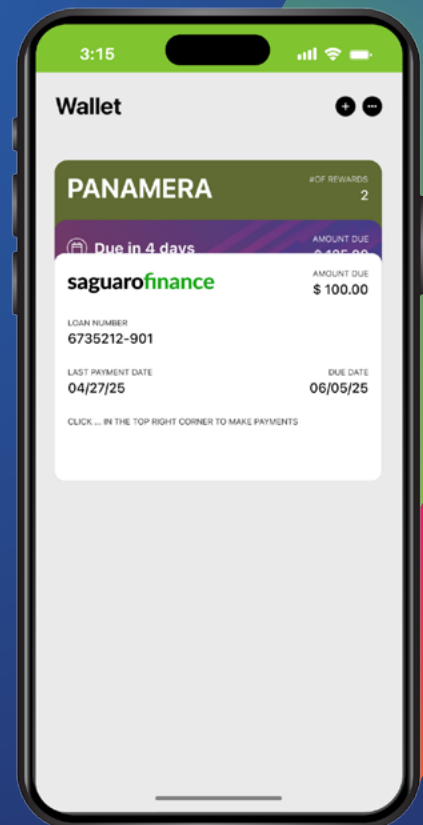 3:15
Wallet
PANAMERA
#OF REWARDS
2
Due in 4 days
AMOUNT DUE
saguarofinance
AMOUNT DUE
$ 100.00
LOAN NUMBER
6735212-901
LAST PAYMENT DATE
04/27/25
DUE DATE
06/05/25
CLICK ... IN THE TOP RIGHT CORNER TO MAKE PAYMENTS